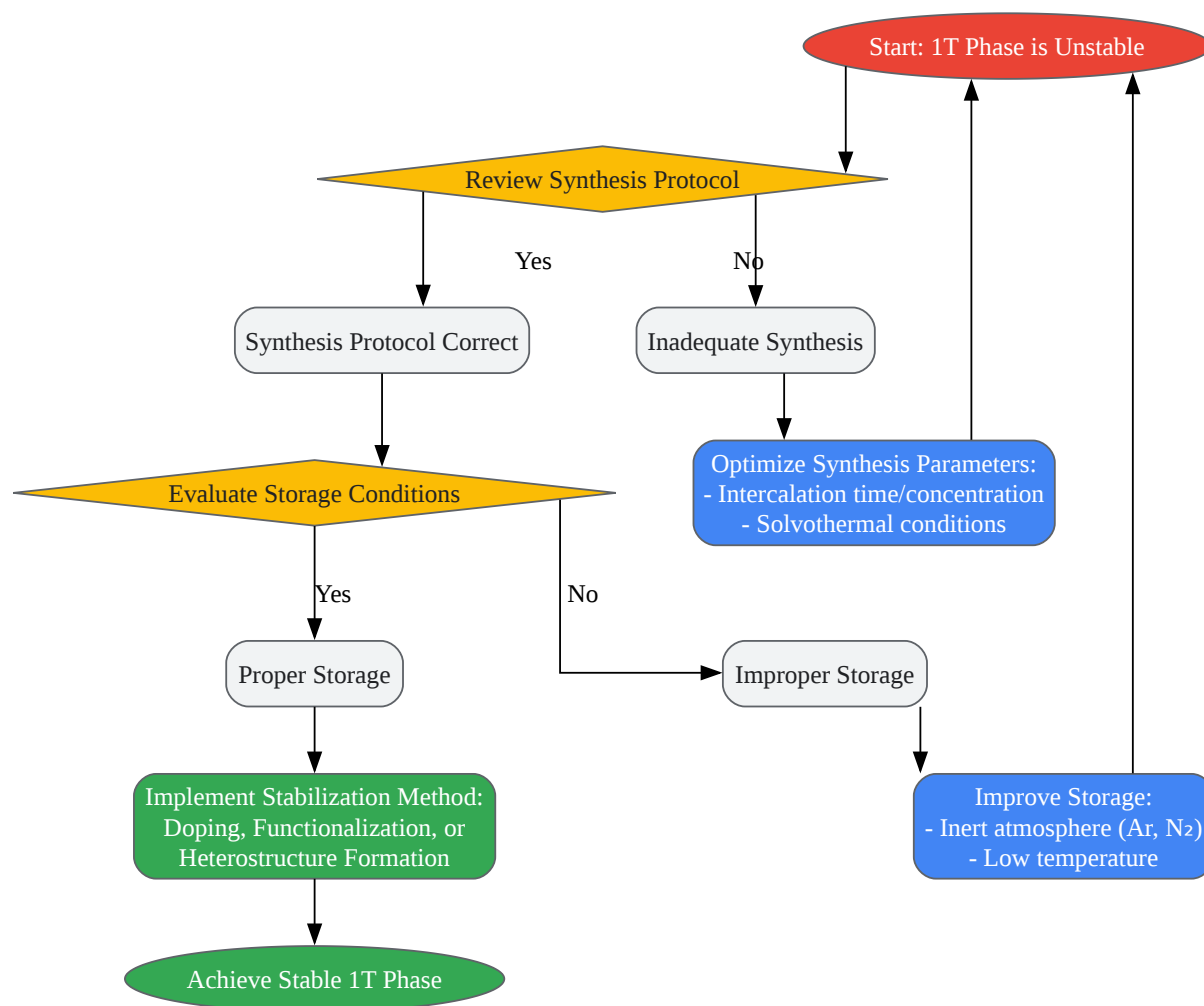 Start: 1T Phase is Unstable
Review Synthesis Protocol
Yes
No
Synthesis Protocol Correct
Inadequate Synthesis
Optimize Synthesis Parameters:
- Intercalation time/concentration
- Solvothermal conditions
Evaluate Storage Conditions
Yes
No
Proper Storage
Improper Storage
Implement Stabilization Method:
Doping, Functionalization, or
Heterostructure Formation
Improve Storage:
- Inert atmosphere (Ar, N₂)
- Low temperature
Achieve Stable 1T Phase